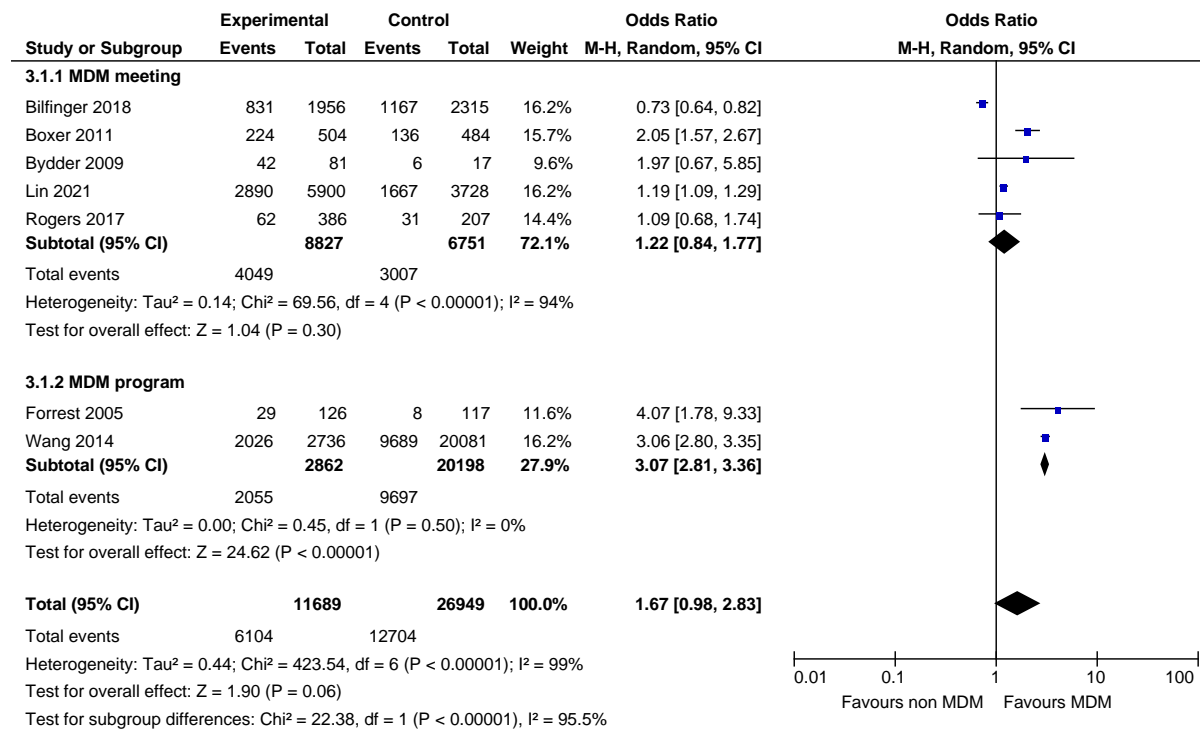 Experimental Control Odds Ratio Odds Ratio
Study or Subgroup Events Total Events Total Weight M-H, Random, 95% CI M-H, Random, 95% CI
3.1.1 MDM meeting
Bilfinger 2018 831 1956 1167 2315 16.2% 0.73 [0.64, 0.82]
Boxer 2011 224 504 136 484 15.7% 2.05 [1.57, 2.67]
Bydder 2009 42 81 6 17 9.6% 1.97 [0.67, 5.85]
Lin 2021 2890 5900 1667 3728 16.2% 1.19 [1.09, 1.29]
Rogers 2017 62 386 31 207 14.4% 1.09 [0.68, 1.74]
Subtotal (95% CI) 8827 6751 72.1% 1.22 [0.84, 1.77]
Total events 4049 3007
Heterogeneity: Tau² = 0.14; Chi² = 69.56, df = 4 (P < 0.00001); I² = 94%
Test for overall effect: Z = 1.04 (P = 0.30)
3.1.2 MDM program
Forrest 2005 29 126 8 117 11.6% 4.07 [1.78, 9.33]
Wang 2014 2026 2736 9689 20081 16.2% 3.06 [2.80, 3.35]
Subtotal (95% CI) 2862 20198 27.9% 3.07 [2.81, 3.36]
Total events 2055 9697
Heterogeneity: Tau² = 0.00; Chi² = 0.45, df = 1 (P = 0.50); I² = 0%
Test for overall effect: Z = 24.62 (P < 0.00001)
Total (95% CI) 11689 26949 100.0% 1.67 [0.98, 2.83]
Total events 6104 12704
Heterogeneity: Tau² = 0.44; Chi² = 423.54, df = 6 (P < 0.00001); I² = 99%
Test for overall effect: Z = 1.90 (P = 0.06)
Test for subgroup differences: Chi² = 22.38, df = 1 (P < 0.00001), I² = 95.5%
0.01 0.1 1 10 100
Favours non MDM Favours MDM